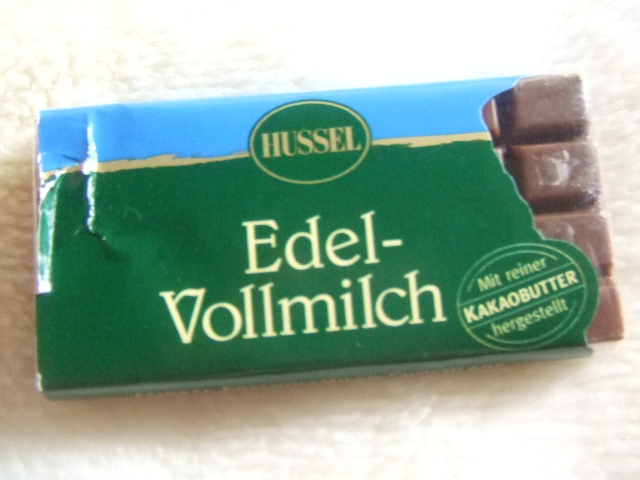 HUSSEL
Edel-
Vollmilch
Mit reiner
KAKAOBUTTER
hergestellt